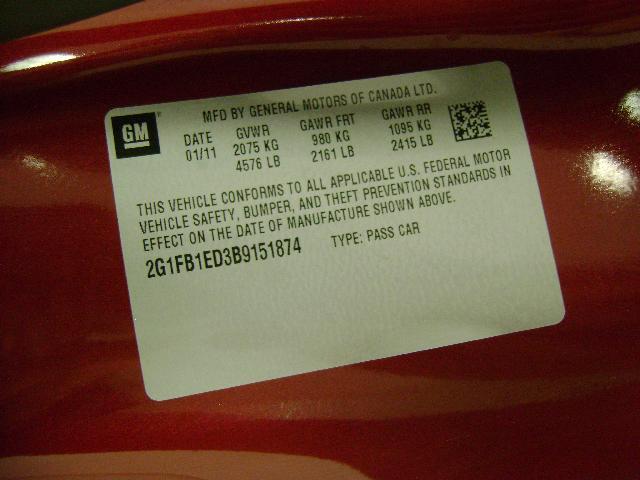 GM
MFD BY GENERAL MOTORS OF CANADA LTD.
DATE GVWR GAWR FRT GAWR RR
01/11 2075 KG 980 KG 1095 KG
4576 LB 2161 LB 2415 LB
THIS VEHICLE CONFORMS TO ALL APPLICABLE U.S. FEDERAL MOTOR
VEHICLE SAFETY, BUMPER, AND THEFT PREVENTION STANDARDS IN
EFFECT ON THE DATE OF MANUFACTURE SHOWN ABOVE.
2G1FB1ED3B9151874 TYPE: PASS CAR